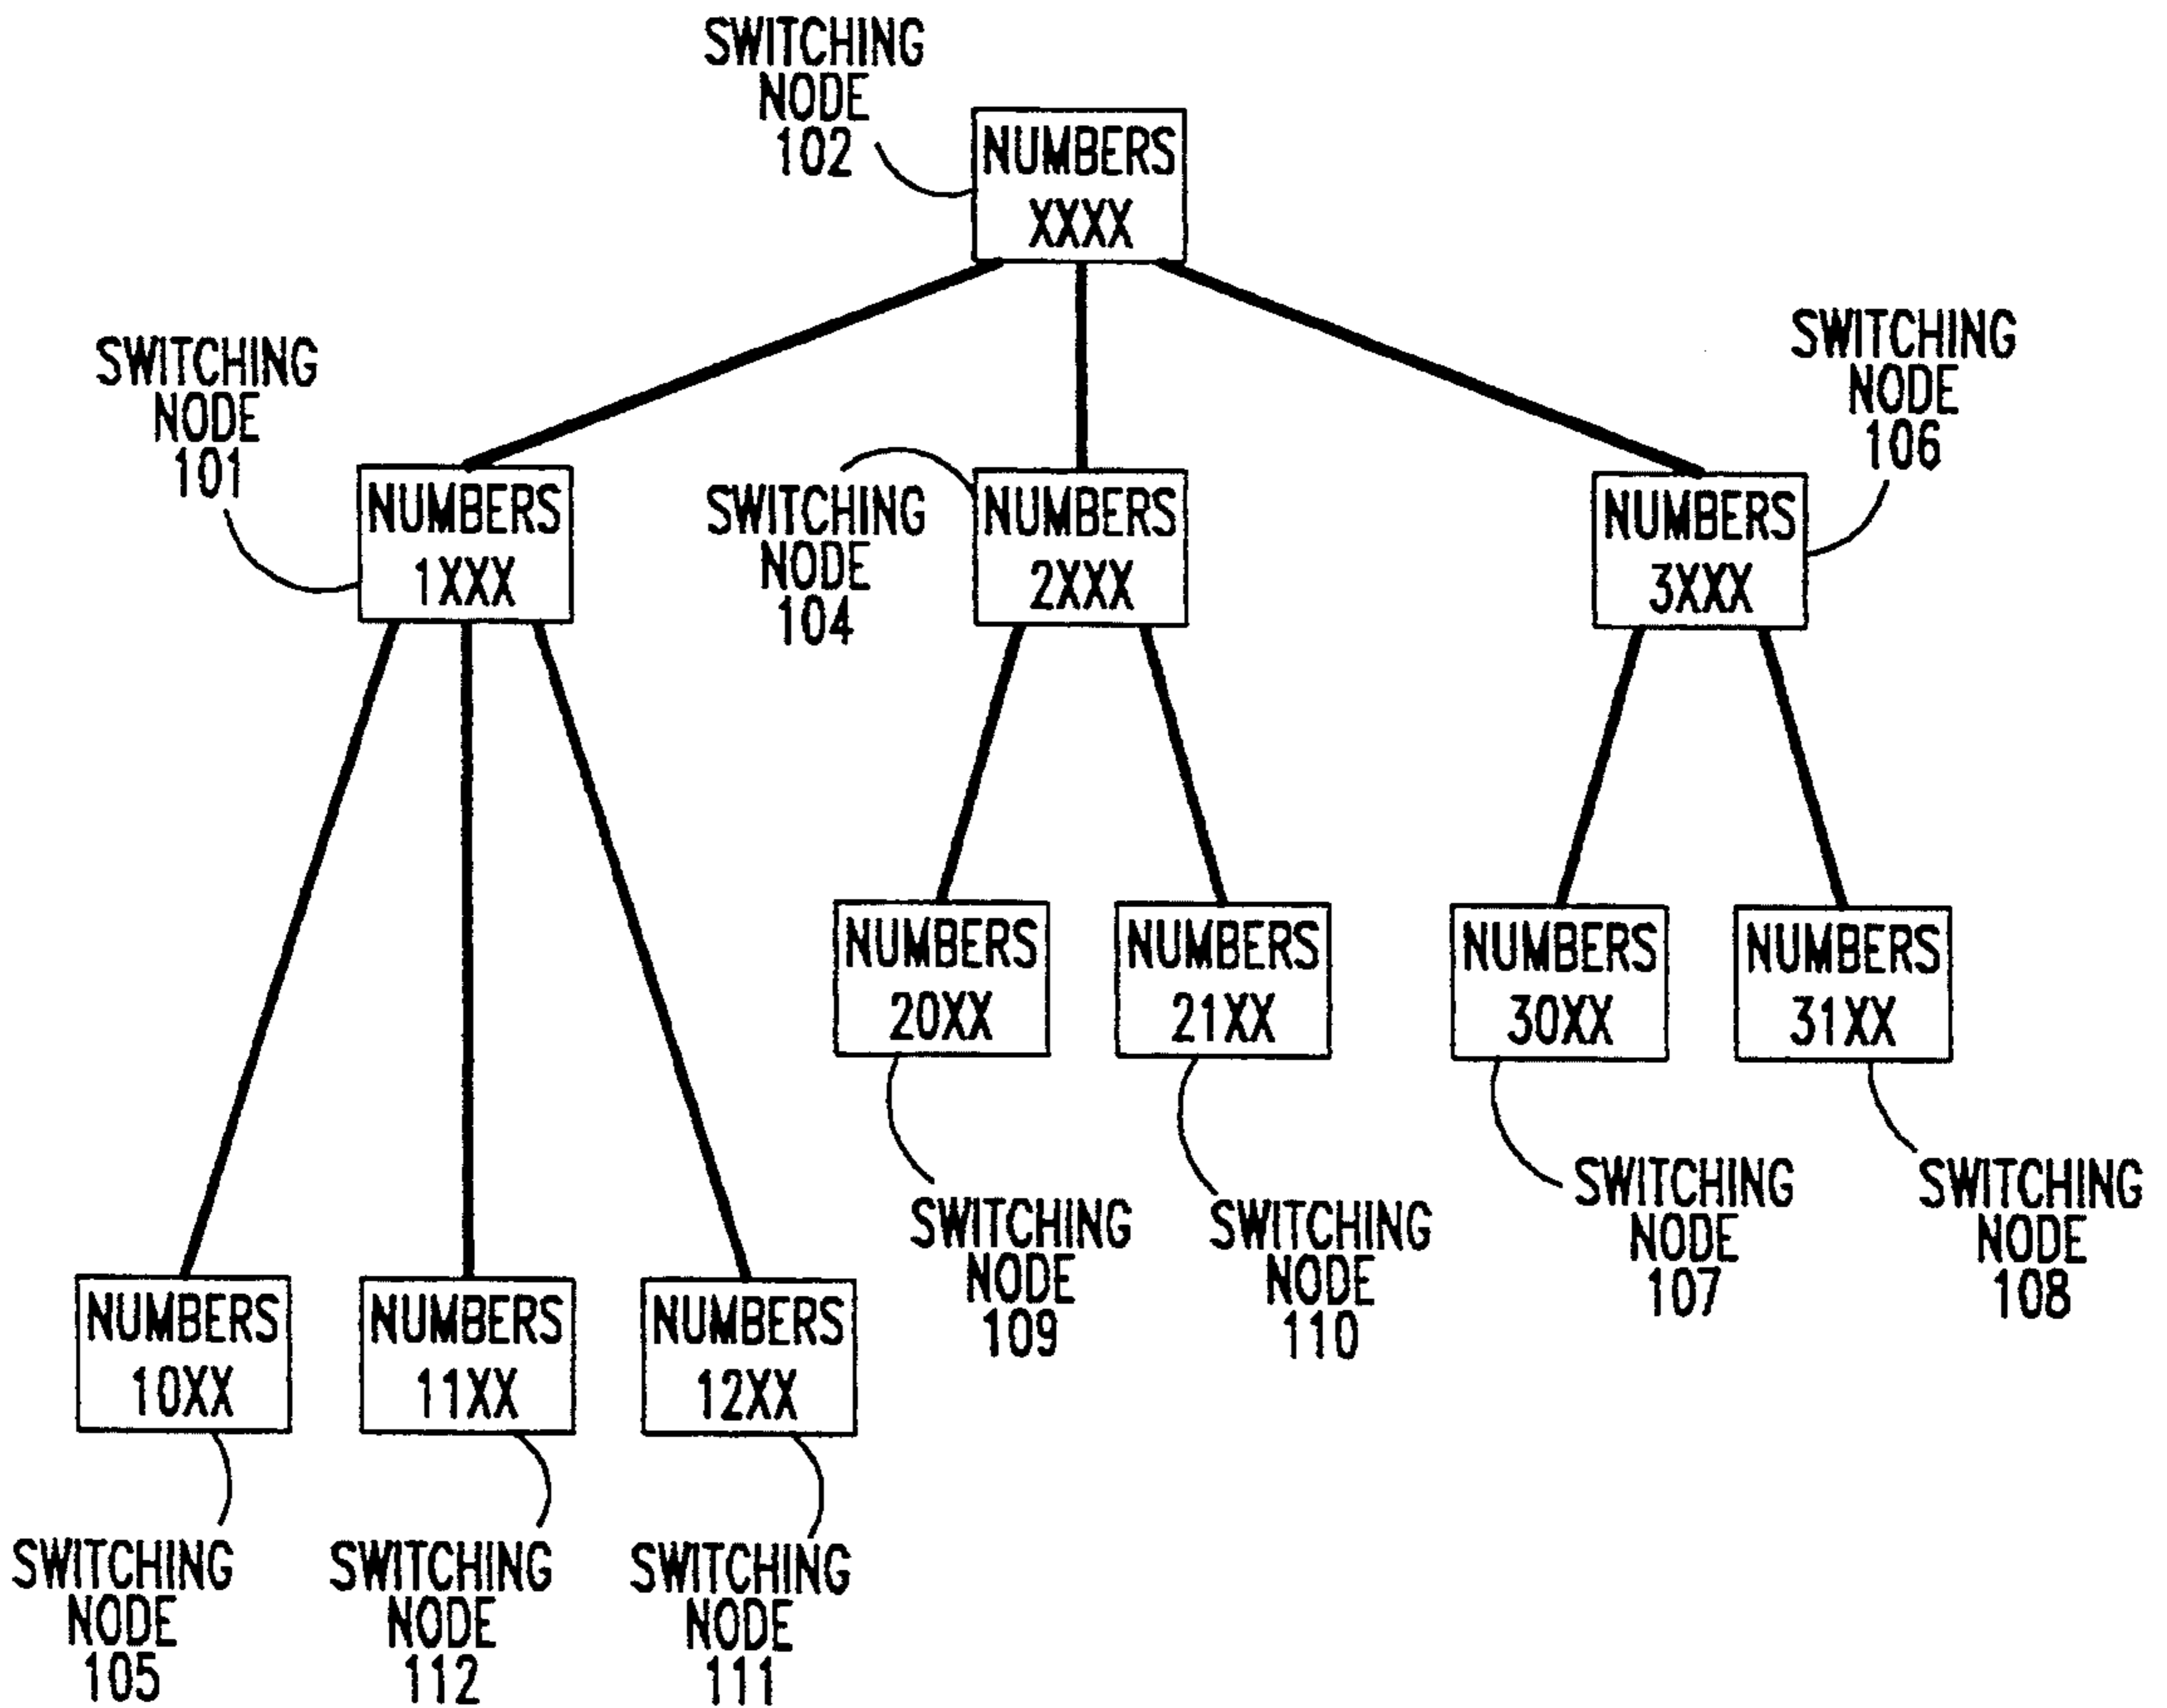 SWITCHING
NODE
102
NUMBERS
XXXX
SWITCHING
NODE
101
NUMBERS
1XXX
SWITCHING
NODE
104
NUMBERS
2XXX
SWITCHING
NODE
106
NUMBERS
3XXX
NUMBERS
20XX
NUMBERS
21XX
NUMBERS
30XX
NUMBERS
31XX
SWITCHING
NODE
109
SWITCHING
NODE
110
SWITCHING
NODE
107
SWITCHING
NODE
108
NUMBERS
10XX
NUMBERS
11XX
NUMBERS
12XX
SWITCHING
NODE
105
SWITCHING
NODE
112
SWITCHING
NODE
111